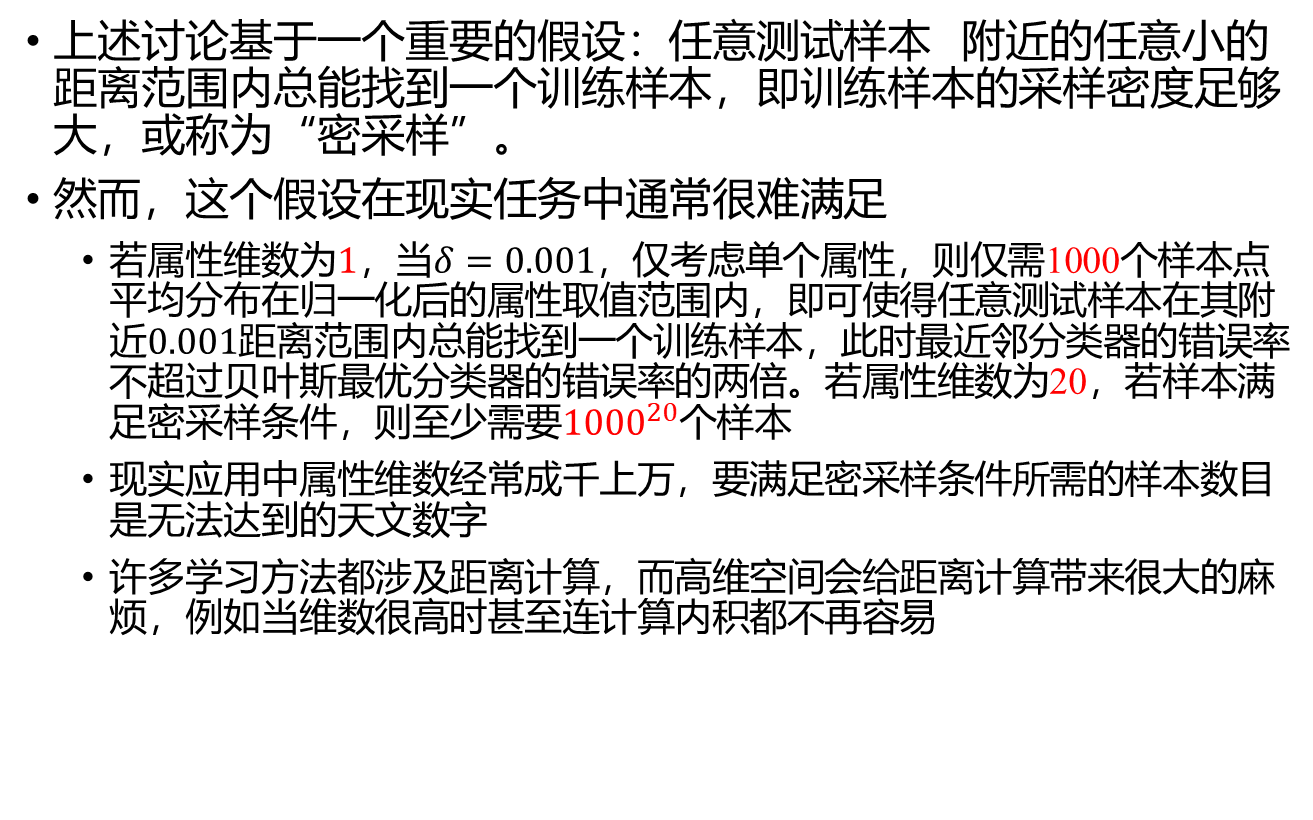 • 上述讨论基于一个重要的假设：任意测试样本 附近的任意小的
距离范围内总能找到一个训练样本，即训练样本的采样密度足够
大，或称为“密采样”。
• 然而，这个假设在现实任务中通常很难满足
• 若属性维数为1，当δ = 0.001，仅考虑单个属性，则仅需1000个样本点
平均分布在归一化后的属性取值范围内，即可使得任意测试样本在其附
近0.001距离范围内总能找到一个训练样本，此时最近邻分类器的错误率
不超过贝叶斯最优分类器的错误率的两倍。若属性维数为20，若样本满
足密采样条件，则至少需要1000²⁰个样本
• 现实应用中属性维数经常成千上万，要满足密采样条件所需的样本数目
是无法达到的天文数字
• 许多学习方法都涉及距离计算，而高维空间会给距离计算带来很大的麻
烦，例如当维数很高时甚至连计算内积都不再容易